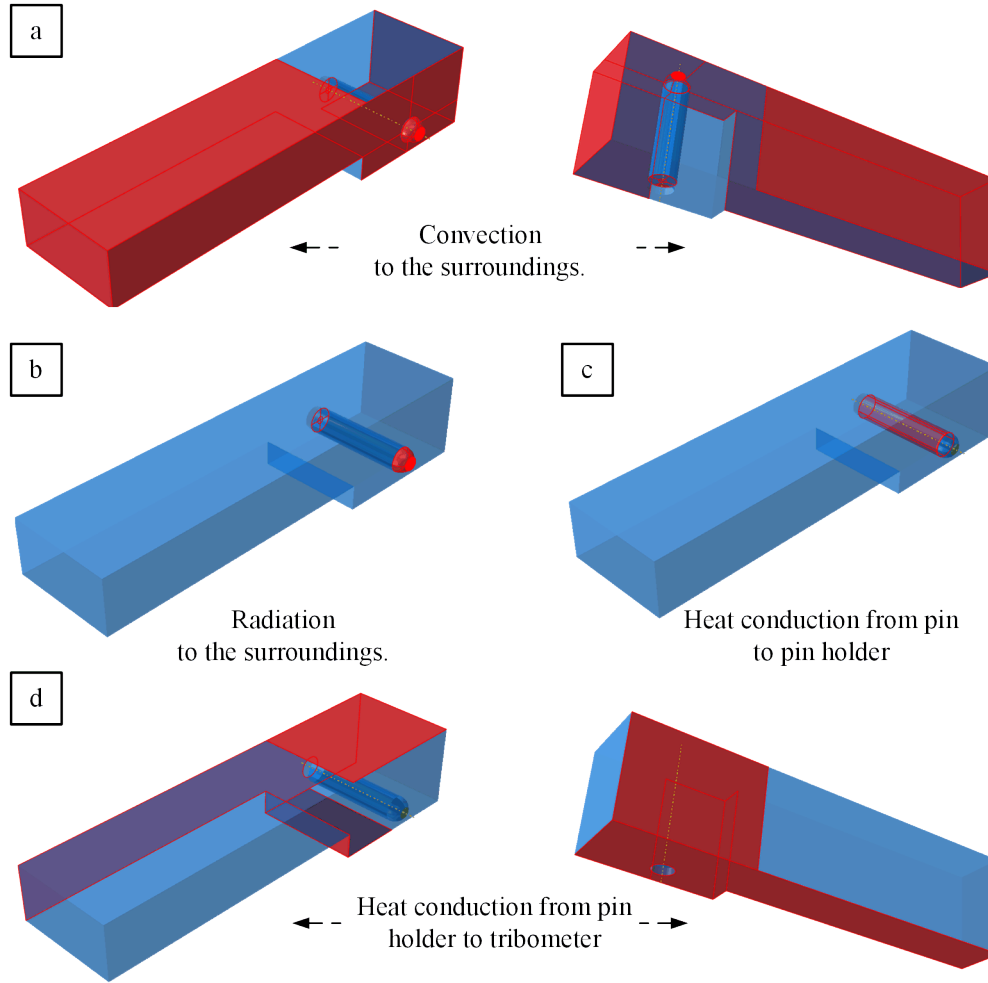 a
Convection
to the surroundings.
b
c
Radiation
to the surroundings.
Heat conduction from pin
to pin holder
d
Heat conduction from pin
holder to tribometer